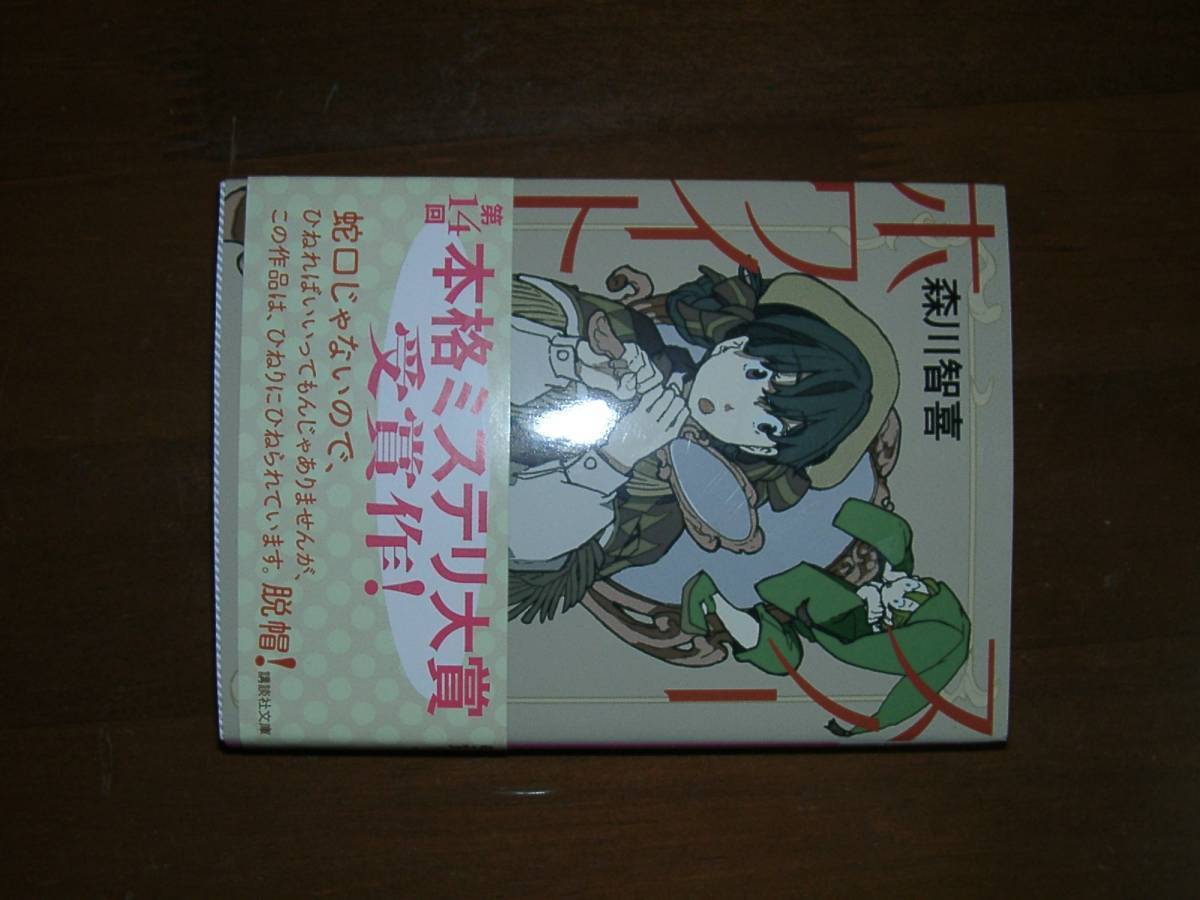 スノーホワイト
森川智喜
第14回
本格ミステリ大賞
受賞作!
蛇口じゃないので、
ひねればいいってもんじゃありませんが、
この作品は、ひねりにひねられています。脱帽!
講談社文庫